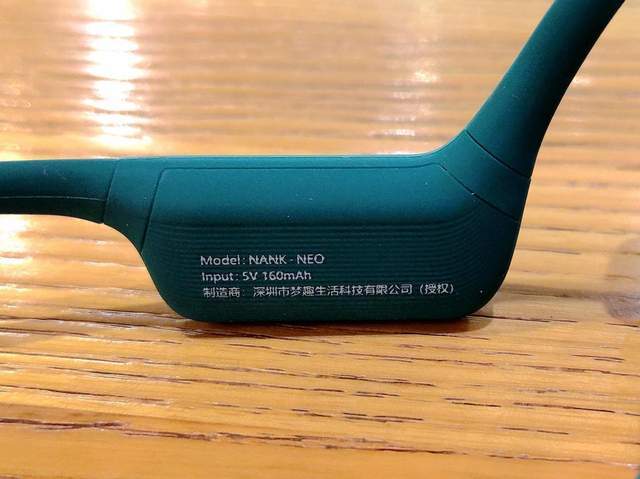 Model: NANK - NEO
Input: 5V 160mAh
制造商: 深圳市梦趣生活科技有限公司（授权）